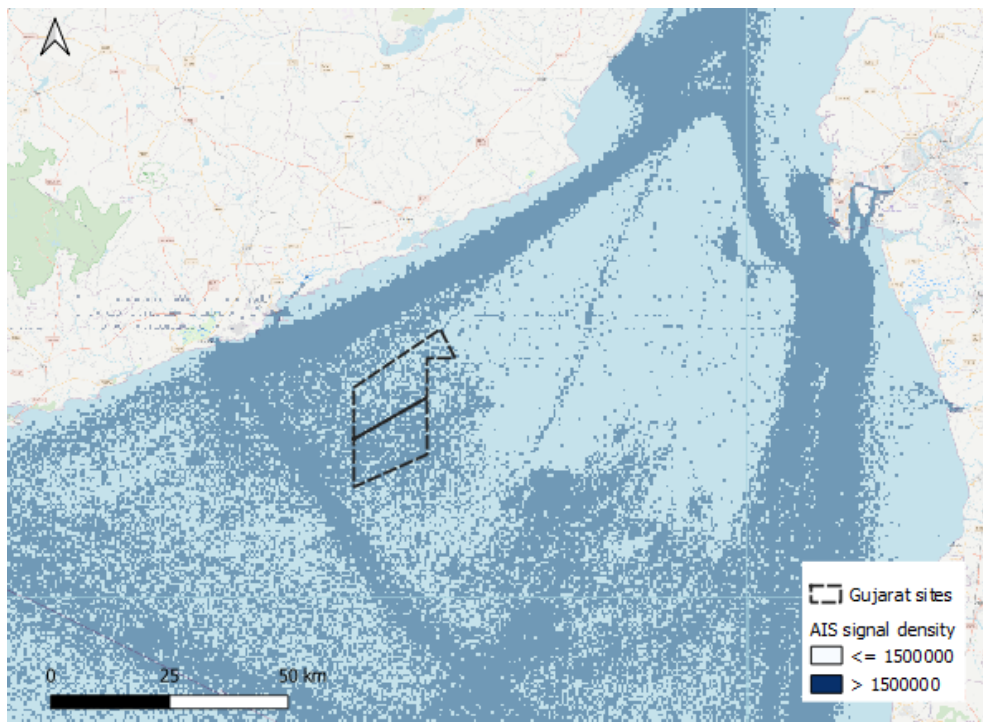 0 25 50 km
Gujarat sites
AIS signal density
<= 1500000
> 1500000